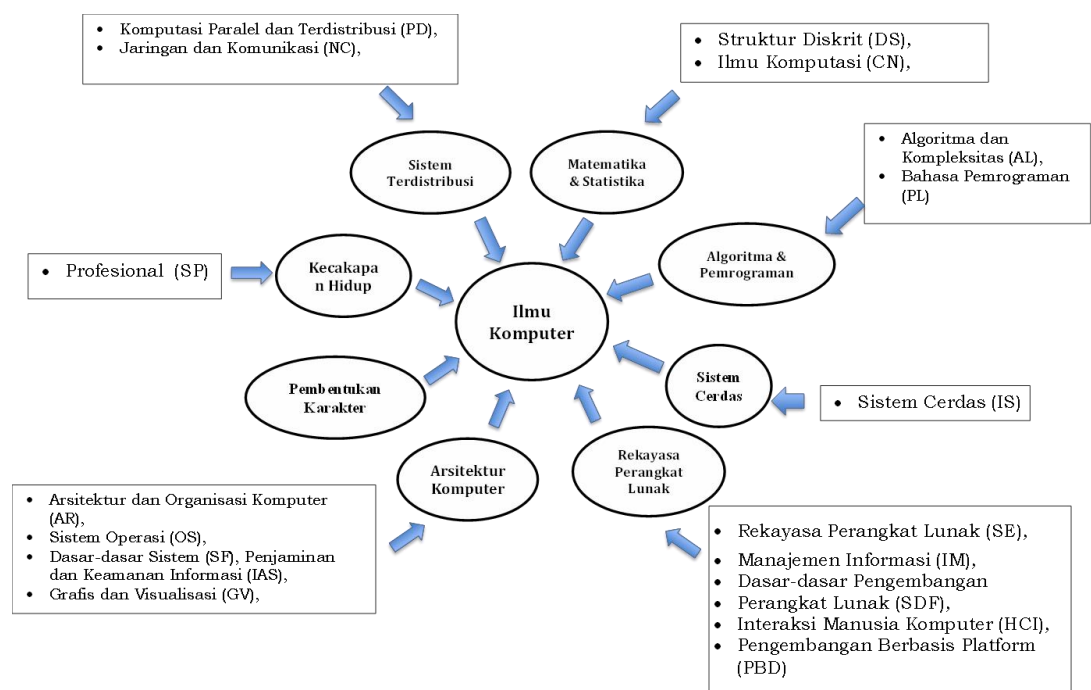 • Komputasi Paralel dan Terdistribusi (PD),
• Jaringan dan Komunikasi (NC),
• Struktur Diskrit (DS),
• Ilmu Komputasi (CN),
• Algoritma dan
Kompleksitas (AL),
• Bahasa Pemrograman
(PL)
Sistem
Terdistribusi
Matematika
& Statistika
Algoritma &
Pemrograman
• Profesional (SP)
Kecakapa
n Hidup
Ilmu
Komputer
Pembentukan
Karakter
Sistem
Cerdas
• Sistem Cerdas (IS)
Arsitektur
Komputer
Rekayasa
Perangkat
Lunak
• Arsitektur dan Organisasi Komputer
(AR),
• Sistem Operasi (OS),
• Dasar-dasar Sistem (SF), Penjaminan
dan Keamanan Informasi (IAS),
• Grafis dan Visualisasi (GV),
• Rekayasa Perangkat Lunak (SE),
• Manajemen Informasi (IM),
• Dasar-dasar Pengembangan
• Perangkat Lunak (SDF),
• Interaksi Manusia Komputer (HCI),
• Pengembangan Berbasis Platform
(PBD)